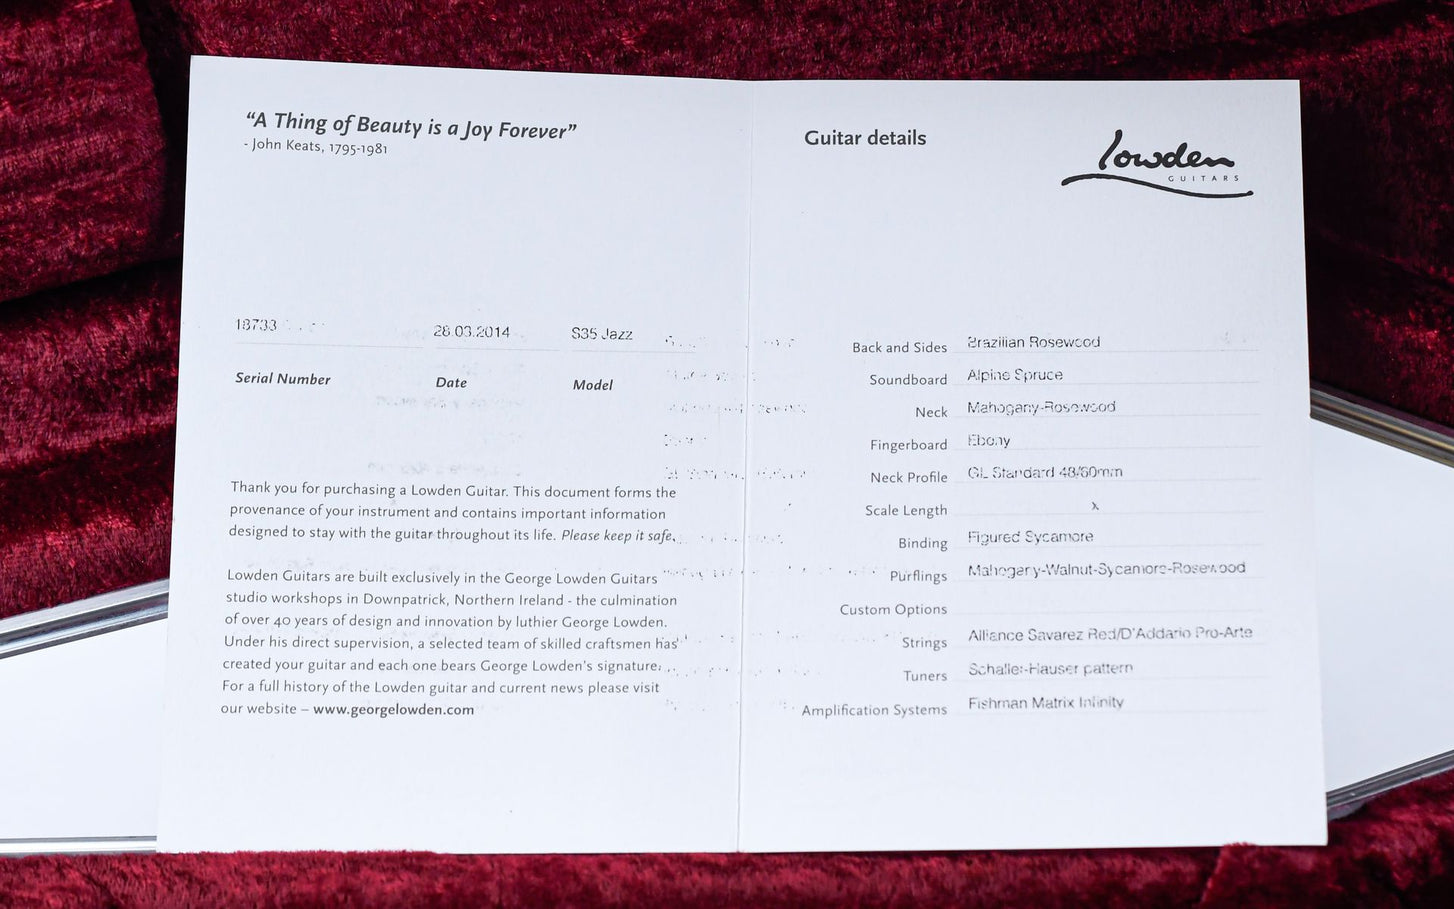 “A Thing of Beauty is a Joy Forever”
- John Keats, 1795-1981
18733 28.03.2014 S35 Jazz
Serial Number Date Model
Thank you for purchasing a Lowden Guitar. This document forms the
provenance of your instrument and contains important information
designed to stay with the guitar throughout its life. Please keep it safe.
Lowden Guitars are built exclusively in the George Lowden Guitars
studio workshops in Downpatrick, Northern Ireland - the culmination
of over 40 years of design and innovation by luthier George Lowden.
Under his direct supervision, a selected team of skilled craftsmen has
created your guitar and each one bears George Lowden's signature.
For a full history of the Lowden guitar and current news please visit
our website – www.georgelowden.com
Guitar details
lowden
GUITARS
Back and Sides Brazilian Rosewood
Soundboard Alpine Spruce
Neck Mahogany-Rosewood
Fingerboard Ebony
Neck Profile GL Standard 48/60mm
Scale Length x
Binding Figured Sycamore
Purflings Mahogany-Walnut-Sycamore-Rosewood
Custom Options
Strings Alliance Savarez Red/D'Addario Pro-Arte
Tuners Schaller-Hauser pattern
Amplification Systems Fishman Matrix Infinity